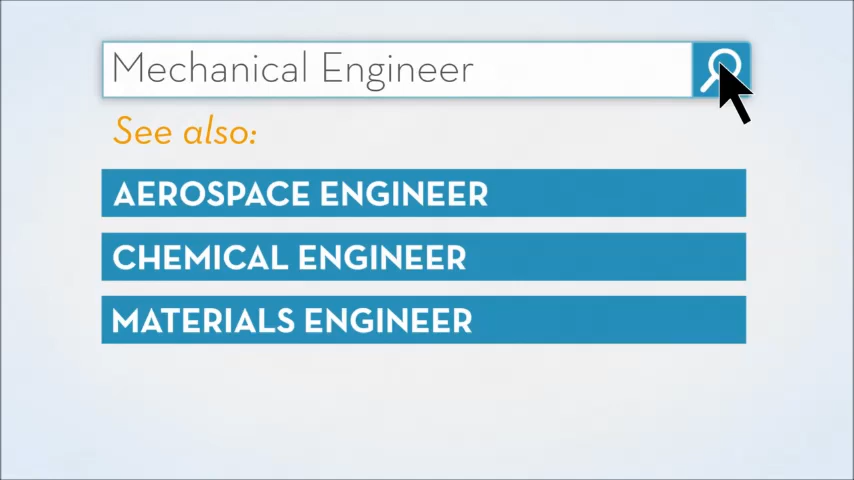 Mechanical Engineer
See also:
AEROSPACE ENGINEER
CHEMICAL ENGINEER
MATERIALS ENGINEER